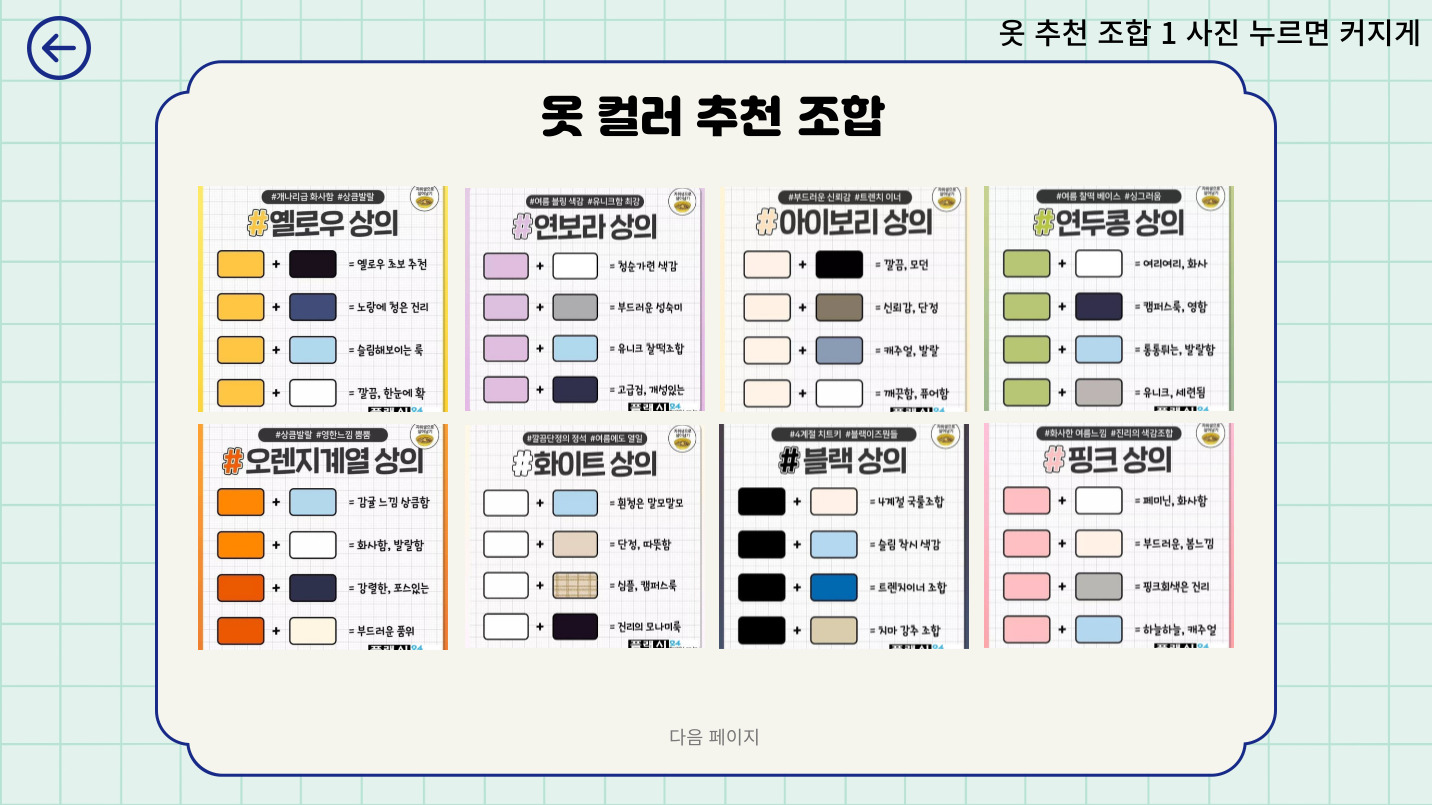 옷 추천 조합 1 사진 누르면 커지게
옷 컬러 추천 조합
#개나리급 화사함 #상큼발랄
#옐로우 상의
+ = 옐로우 초보 추천
+ = 노랑에 청은 건리
+ = 슬림해보이는 룩
+ = 깔끔, 한눈에 확
#여름 블링 색감 #유니크함 최강
#연보라 상의
+ = 청순가련 색감
+ = 부드러운 성숙미
+ = 유니크 찰떡조합
+ = 고급짐, 개성있는
#부드러운 신뢰감 #트렌치 이너
#아이보리 상의
+ = 깔끔, 모던
+ = 신뢰감, 단정
+ = 캐주얼, 발랄
+ = 깨끗함, 퓨어함
#여름 찰떡 베이스 #싱그러움
#연두콩 상의
+ = 여리여리, 화사
+ = 캠퍼스룩, 영함
+ = 통통튀는, 발랄함
+ = 유니크, 세련됨
#상큼발랄 #영한느낌 뿜뿜
#오렌지계열 상의
+ = 감귤 느낌 상큼함
+ = 화사함, 발랄함
+ = 강렬한, 포스있는
+ = 부드러운 품위
#깔끔단정의 정석 #여름에도 열일
#화이트 상의
+ = 흰청은 말모말모
+ = 단정, 따뜻함
+ = 심플, 캠퍼스룩
+ = 건리의 모나미룩
#4계절 치트키 #블랙이즈뭔들
#블랙 상의
+ = 4계절 국룰조합
+ = 슬림 착시 색감
+ = 트렌치이너 조합
+ = 치마 강추 조합
#화사한 여름느낌 #진리의 색감조합
#핑크 상의
+ = 페미닌, 화사함
+ = 부드러운, 봄느낌
+ = 핑크회색은 건리
+ = 하늘하늘, 캐주얼
다음 페이지